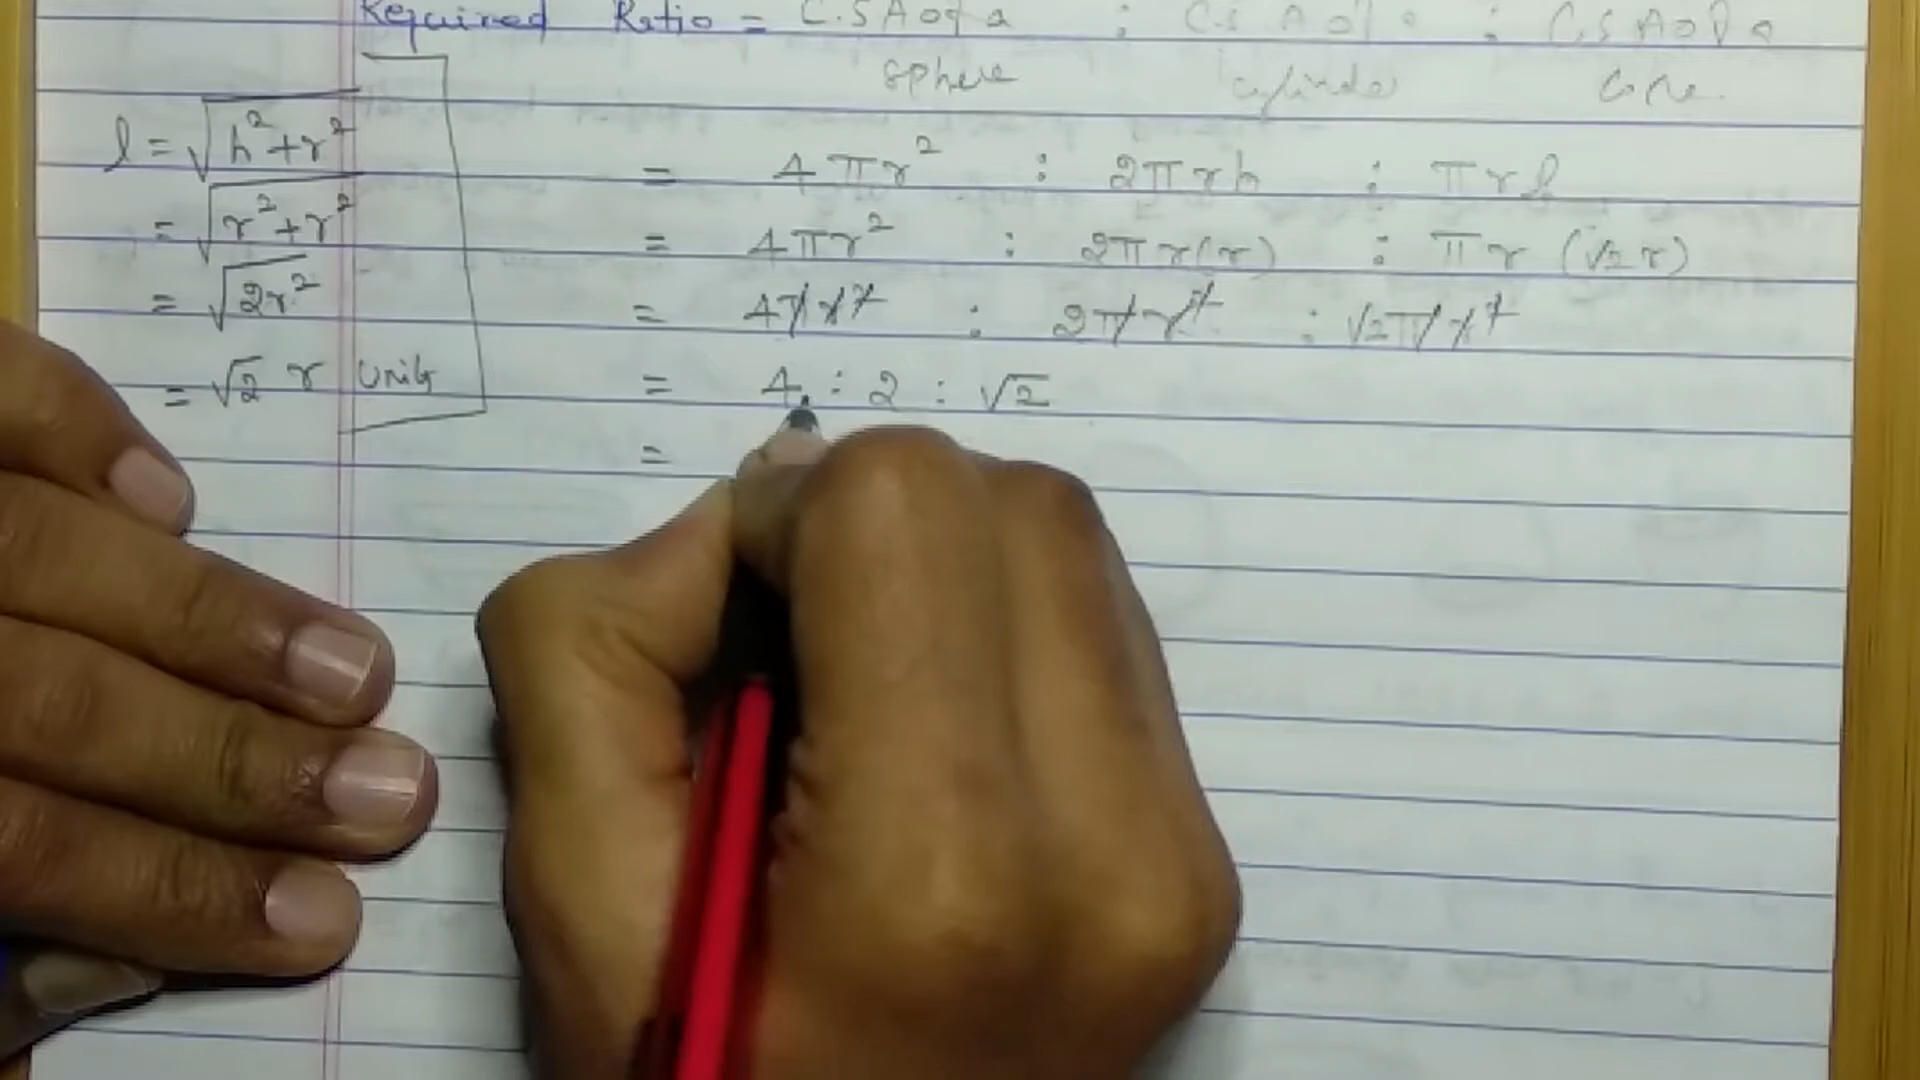 Required Ratio = C.S.A of a : C.S A of a : C.S A of a
sphere cylinder cone.
l = √h²+r²
= √r²+r²
= √2r²
= √2 r units
= 4πr² : 2πrh : πrl
= 4πr² : 2πr(r) : πr (√2 r)
= 4πr² : 2πr² : √2πr²
= 4 : 2 : √2
=